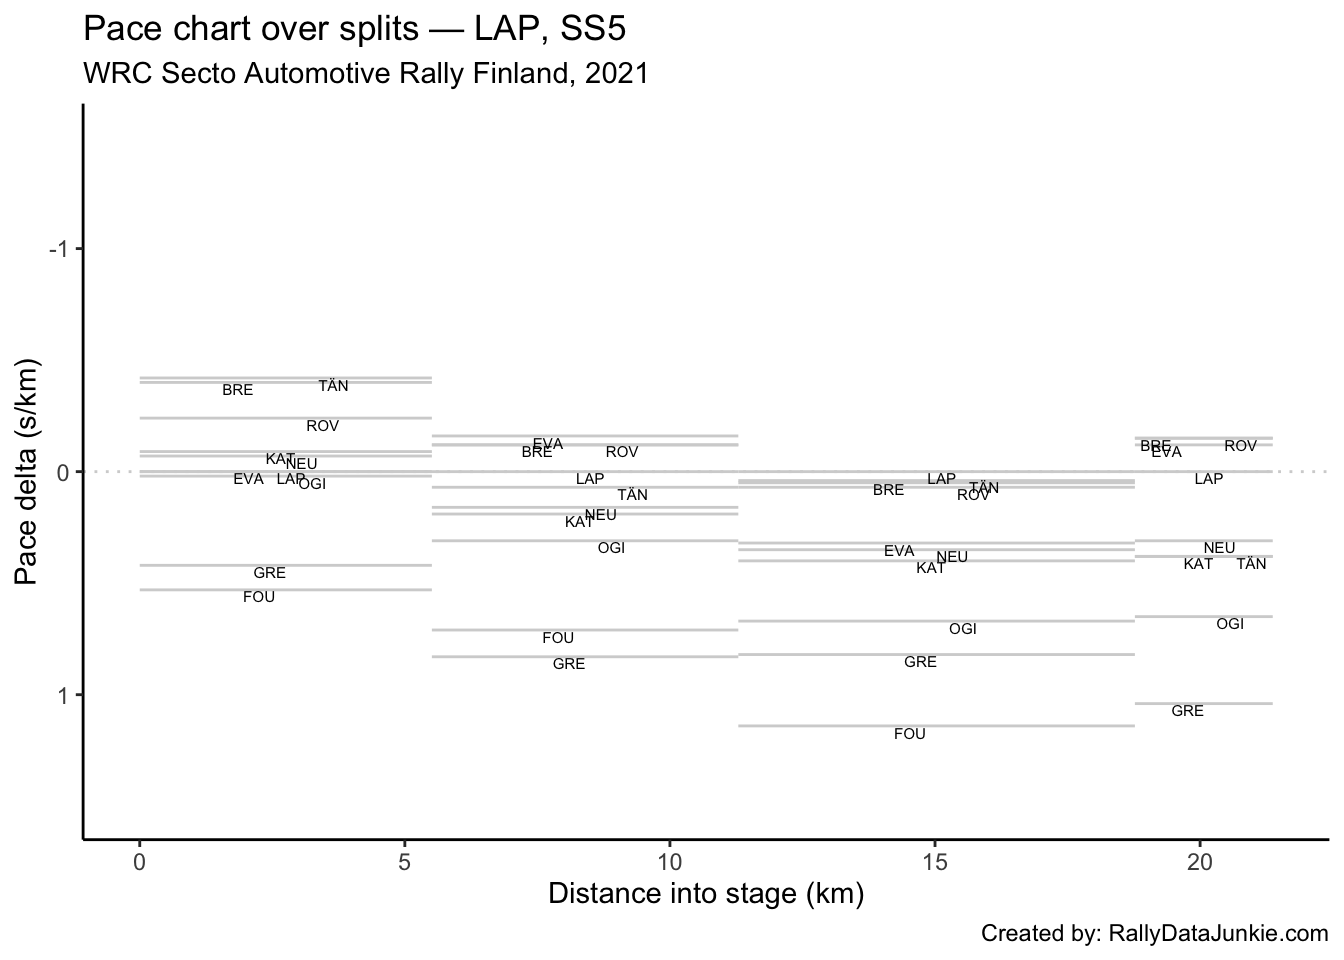 Pace chart over splits — LAP, SS5
WRC Secto Automotive Rally Finland, 2021
Pace delta (s/km)
-1
0
1
BRE TÄN
ROV
KAT
NEU
EVA LAP
OGI
GRE
FOU
EVA
BRE ROV
LAP
TÄN
NEU
KAT
OGI
FOU
GRE
LAP
TÄN
BRE
ROV
EVA
NEU
KAT
OGI
GRE
FOU
BRE ROV
EVA
LAP
NEU
KAT TÄN
OGI
GRE
0 5 10 15 20
Distance into stage (km)
Created by: RallyDataJunkie.com